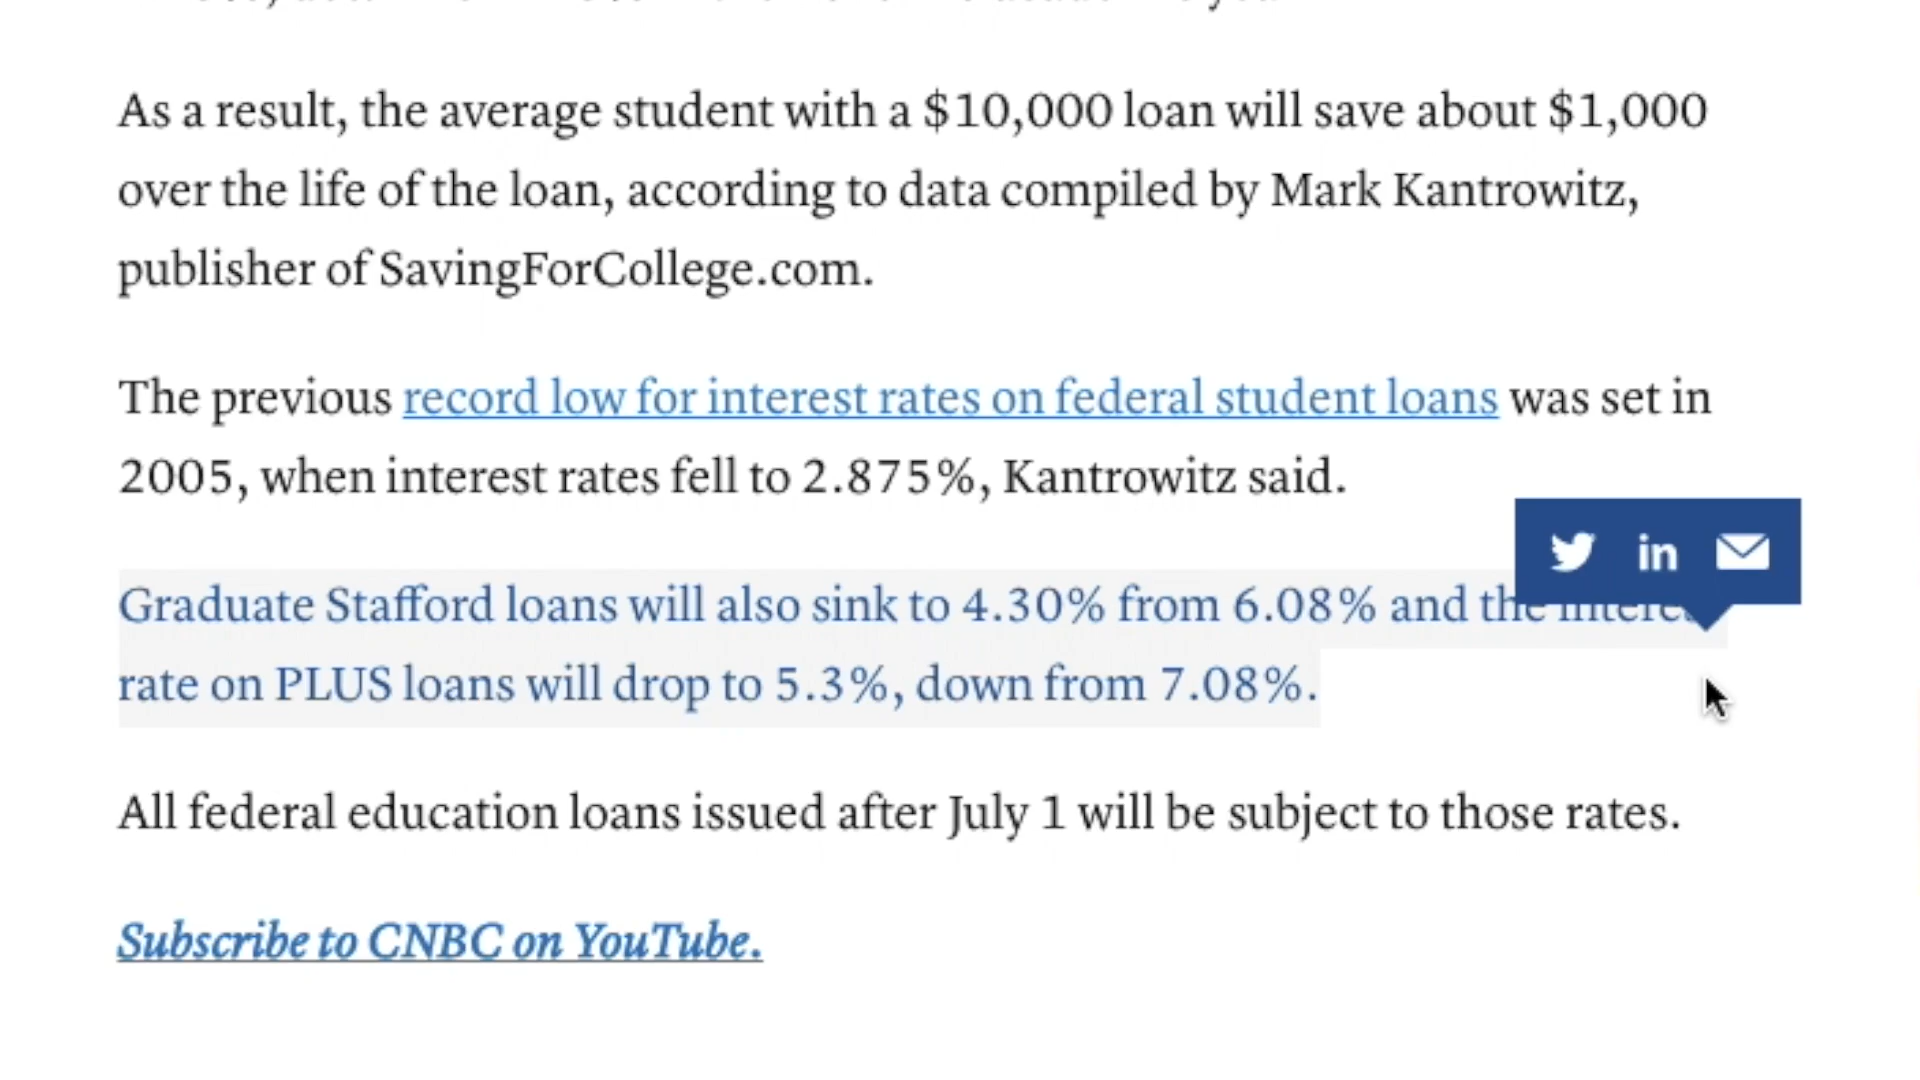 As a result, the average student with a $10,000 loan will save about $1,000
over the life of the loan, according to data compiled by Mark Kantrowitz,
publisher of SavingForCollege.com.
The previous record low for interest rates on federal student loans was set in
2005, when interest rates fell to 2.875%, Kantrowitz said.
in
Graduate Stafford loans will also sink to 4.30% from 6.08% and the
rate on PLUS loans will drop to 5.3%, down from 7.08%.
All federal education loans issued after July 1 will be subject to those rates.
Subscribe to CNBC on YouTube.